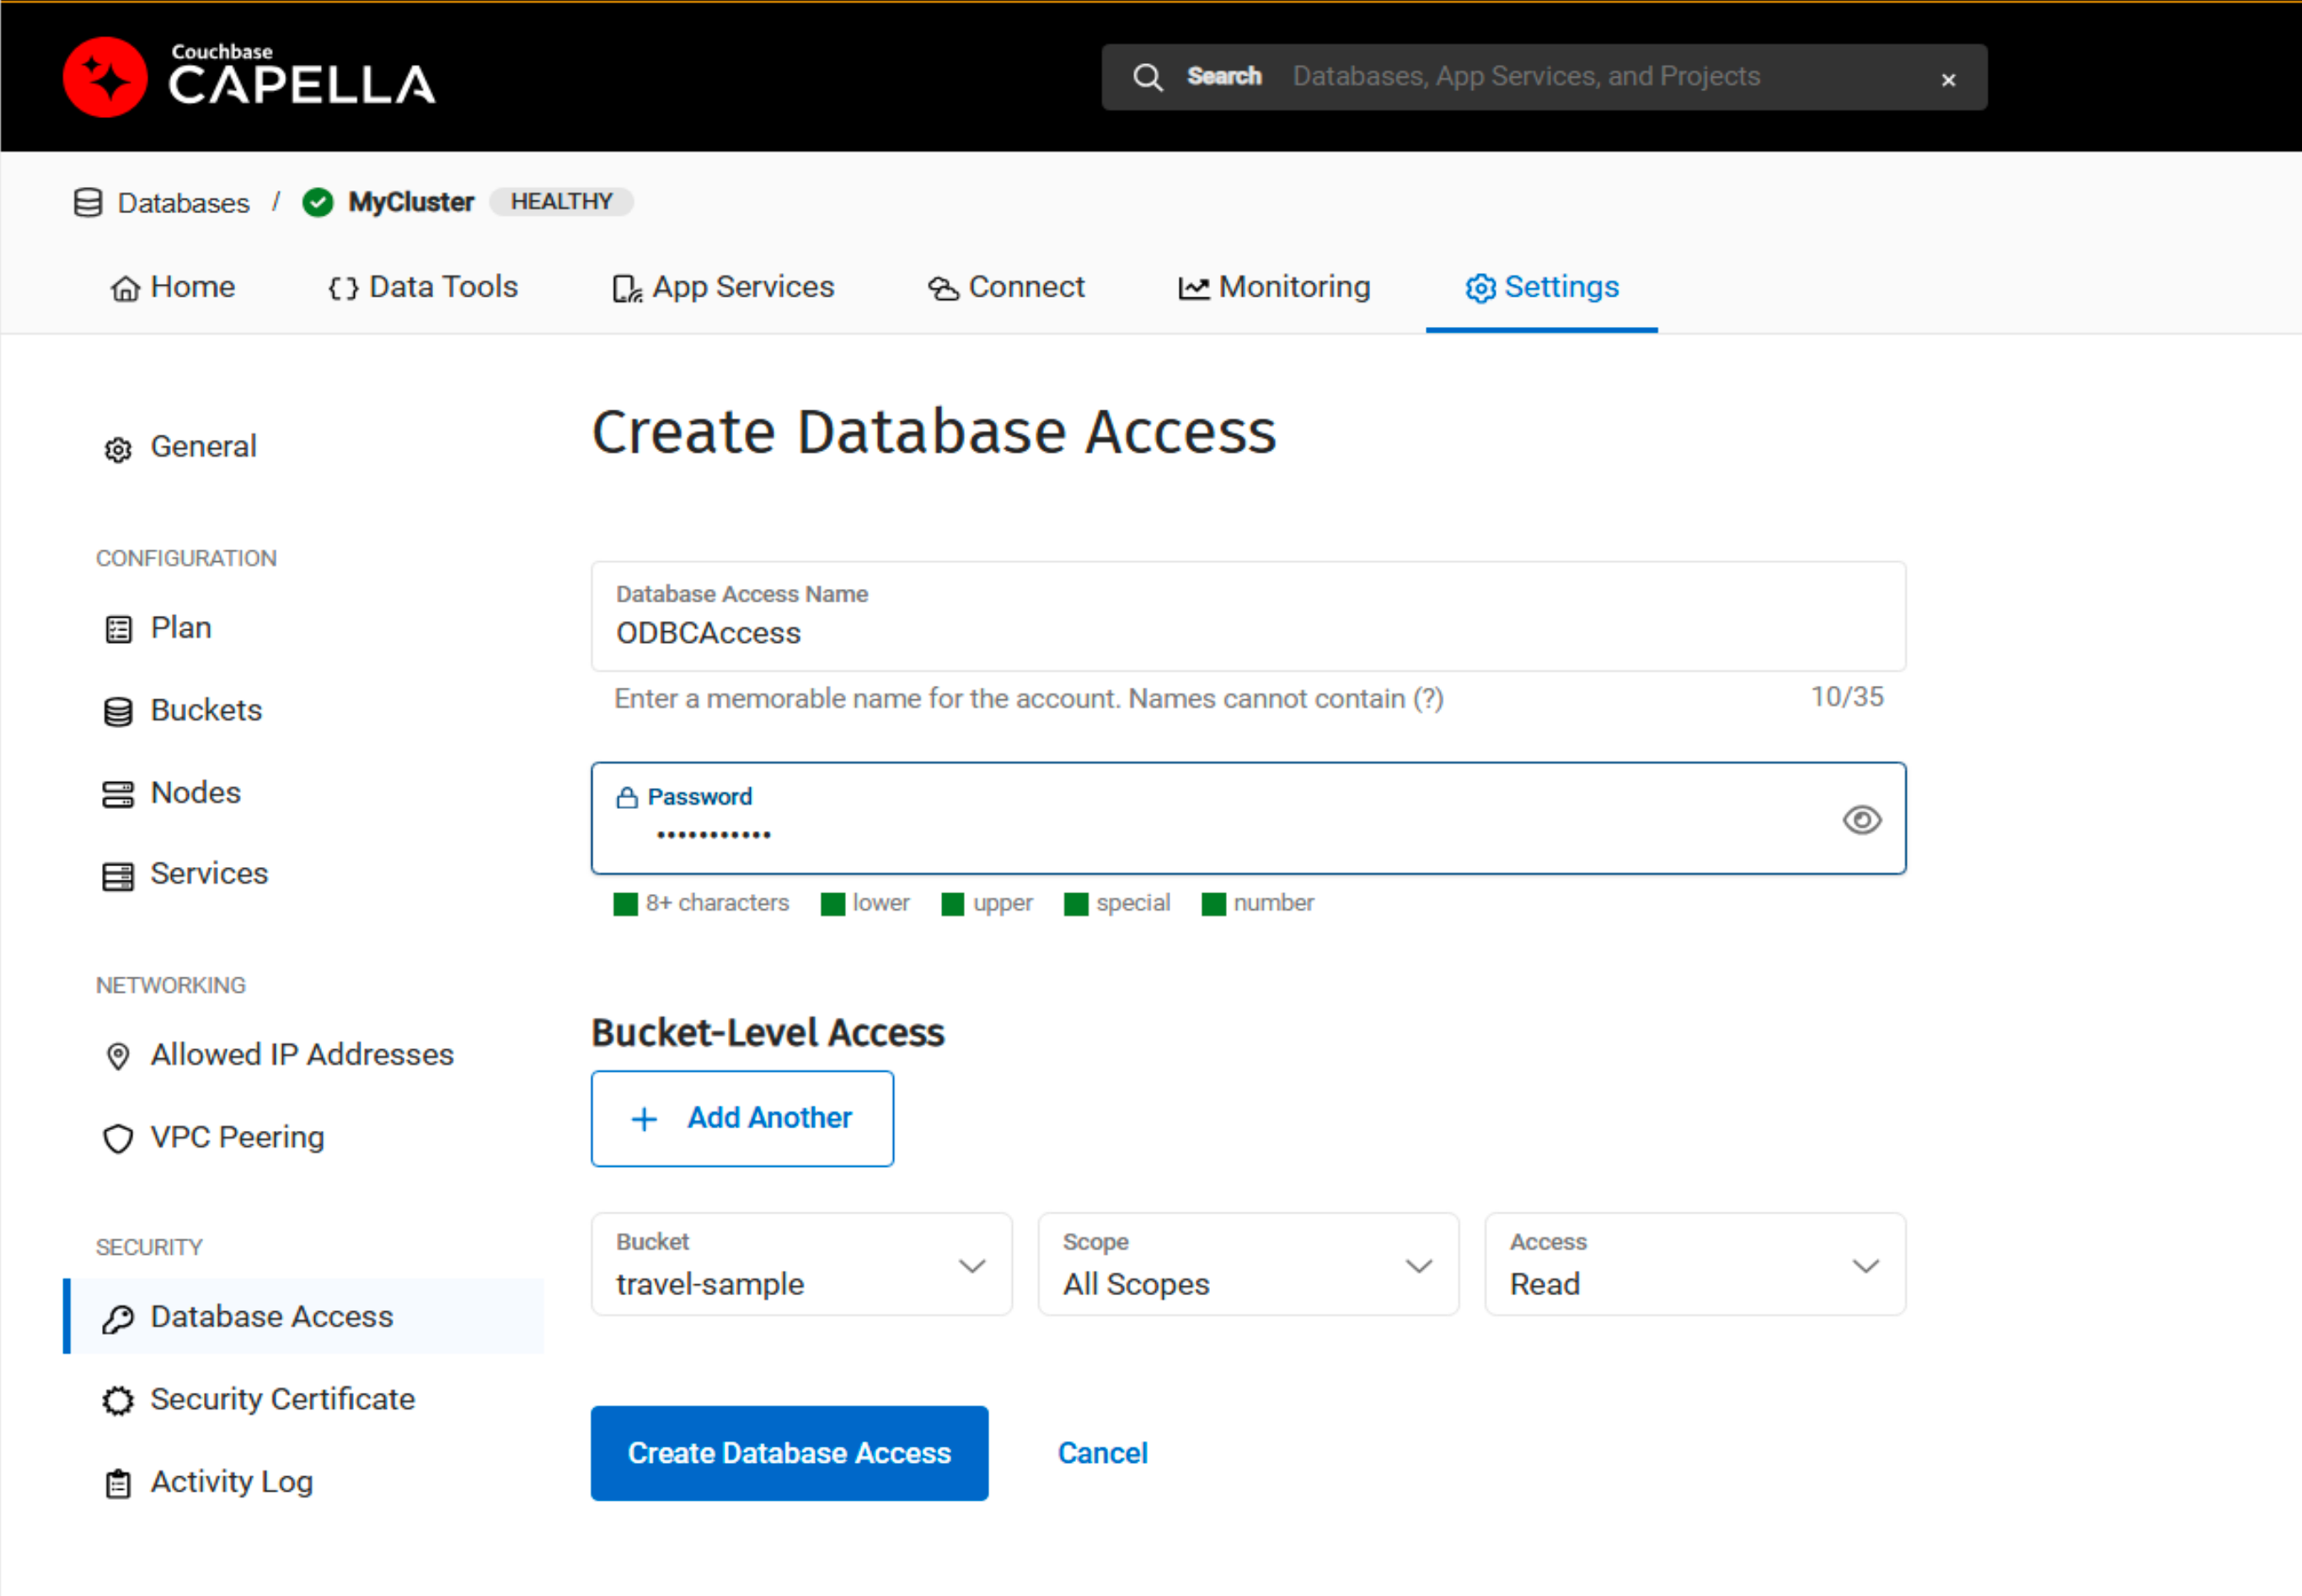 Couchbase
CAPELLA
Search Databases, App Services, and Projects
Databases / MyCluster HEALTHY
Home Data Tools App Services Connect Monitoring Settings
Create Database Access
General
CONFIGURATION
Plan
Buckets
Nodes
Services
NETWORKING
Allowed IP Addresses
VPC Peering
SECURITY
Database Access
Security Certificate
Activity Log
Database Access Name
ODBCAccess
Enter a memorable name for the account. Names cannot contain (?) 10/35
Password
•••••••••••
8+ characters lower upper special number
Bucket-Level Access
+ Add Another
Bucket
travel-sample
Scope
All Scopes
Access
Read
Create Database Access Cancel